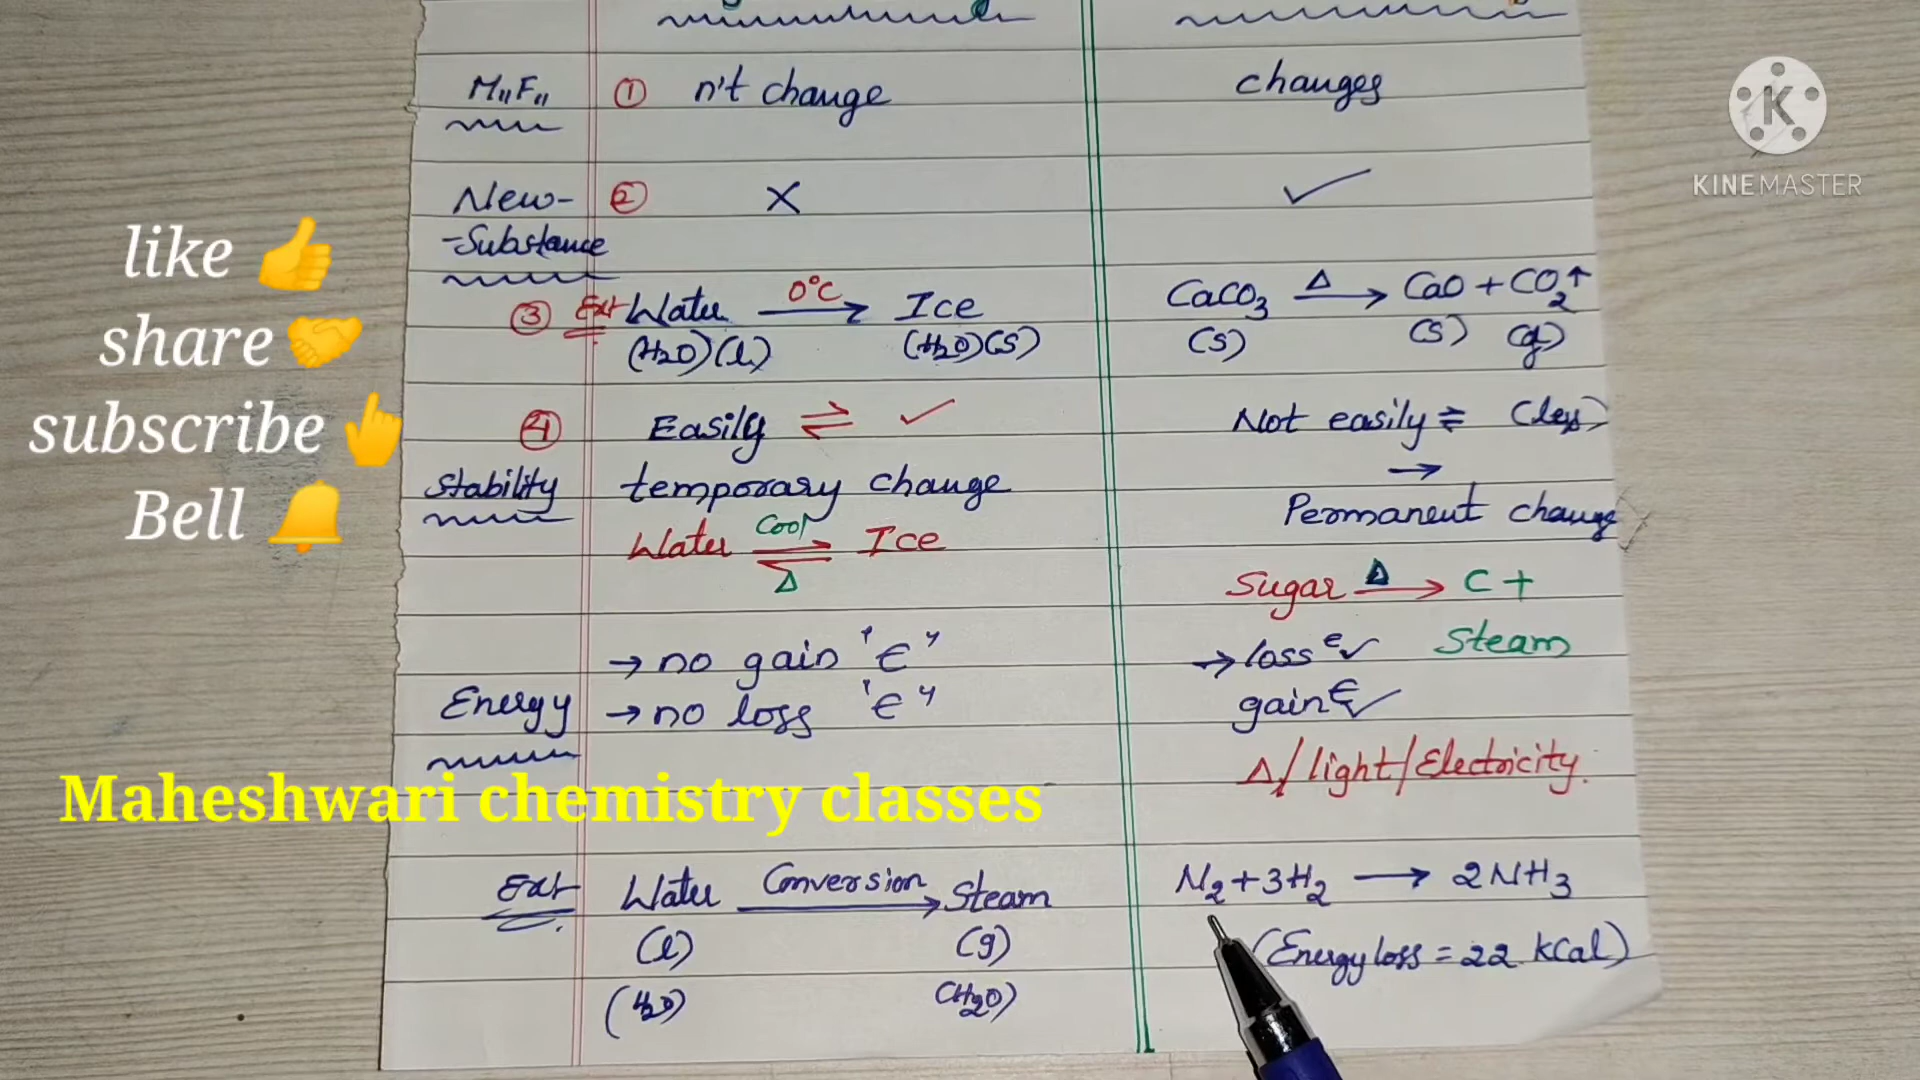 M,,F,, ① n't change changes
New- ② X ✓
-Substance
③ Ex+ Water 0°C → Ice CaCO3 Δ → CaO + CO2↑
(H2O)(l) (H2O)(s) (s) (s) (g)
④ Easily ⇌ ✓ Not easily ⇌ (less)
→
Stability temporary change Permanent change
Water Cool ⇌ Δ Ice
Sugar Δ → C +
Steam
→ no gain 'E" → loss e ✓
Energy → no loss 'E" gain E ✓
Δ/light/Electricity.
Ex+ Water Conversion → Steam N2 + 3H2 → 2NH3
(l) (g) (Energy loss = 22 kCal)
(H2O) (H2O)
like 👍
share 🤝
subscribe 👆
Bell 🔔
Maheshwari chemistry classes
K
KINEMASTER